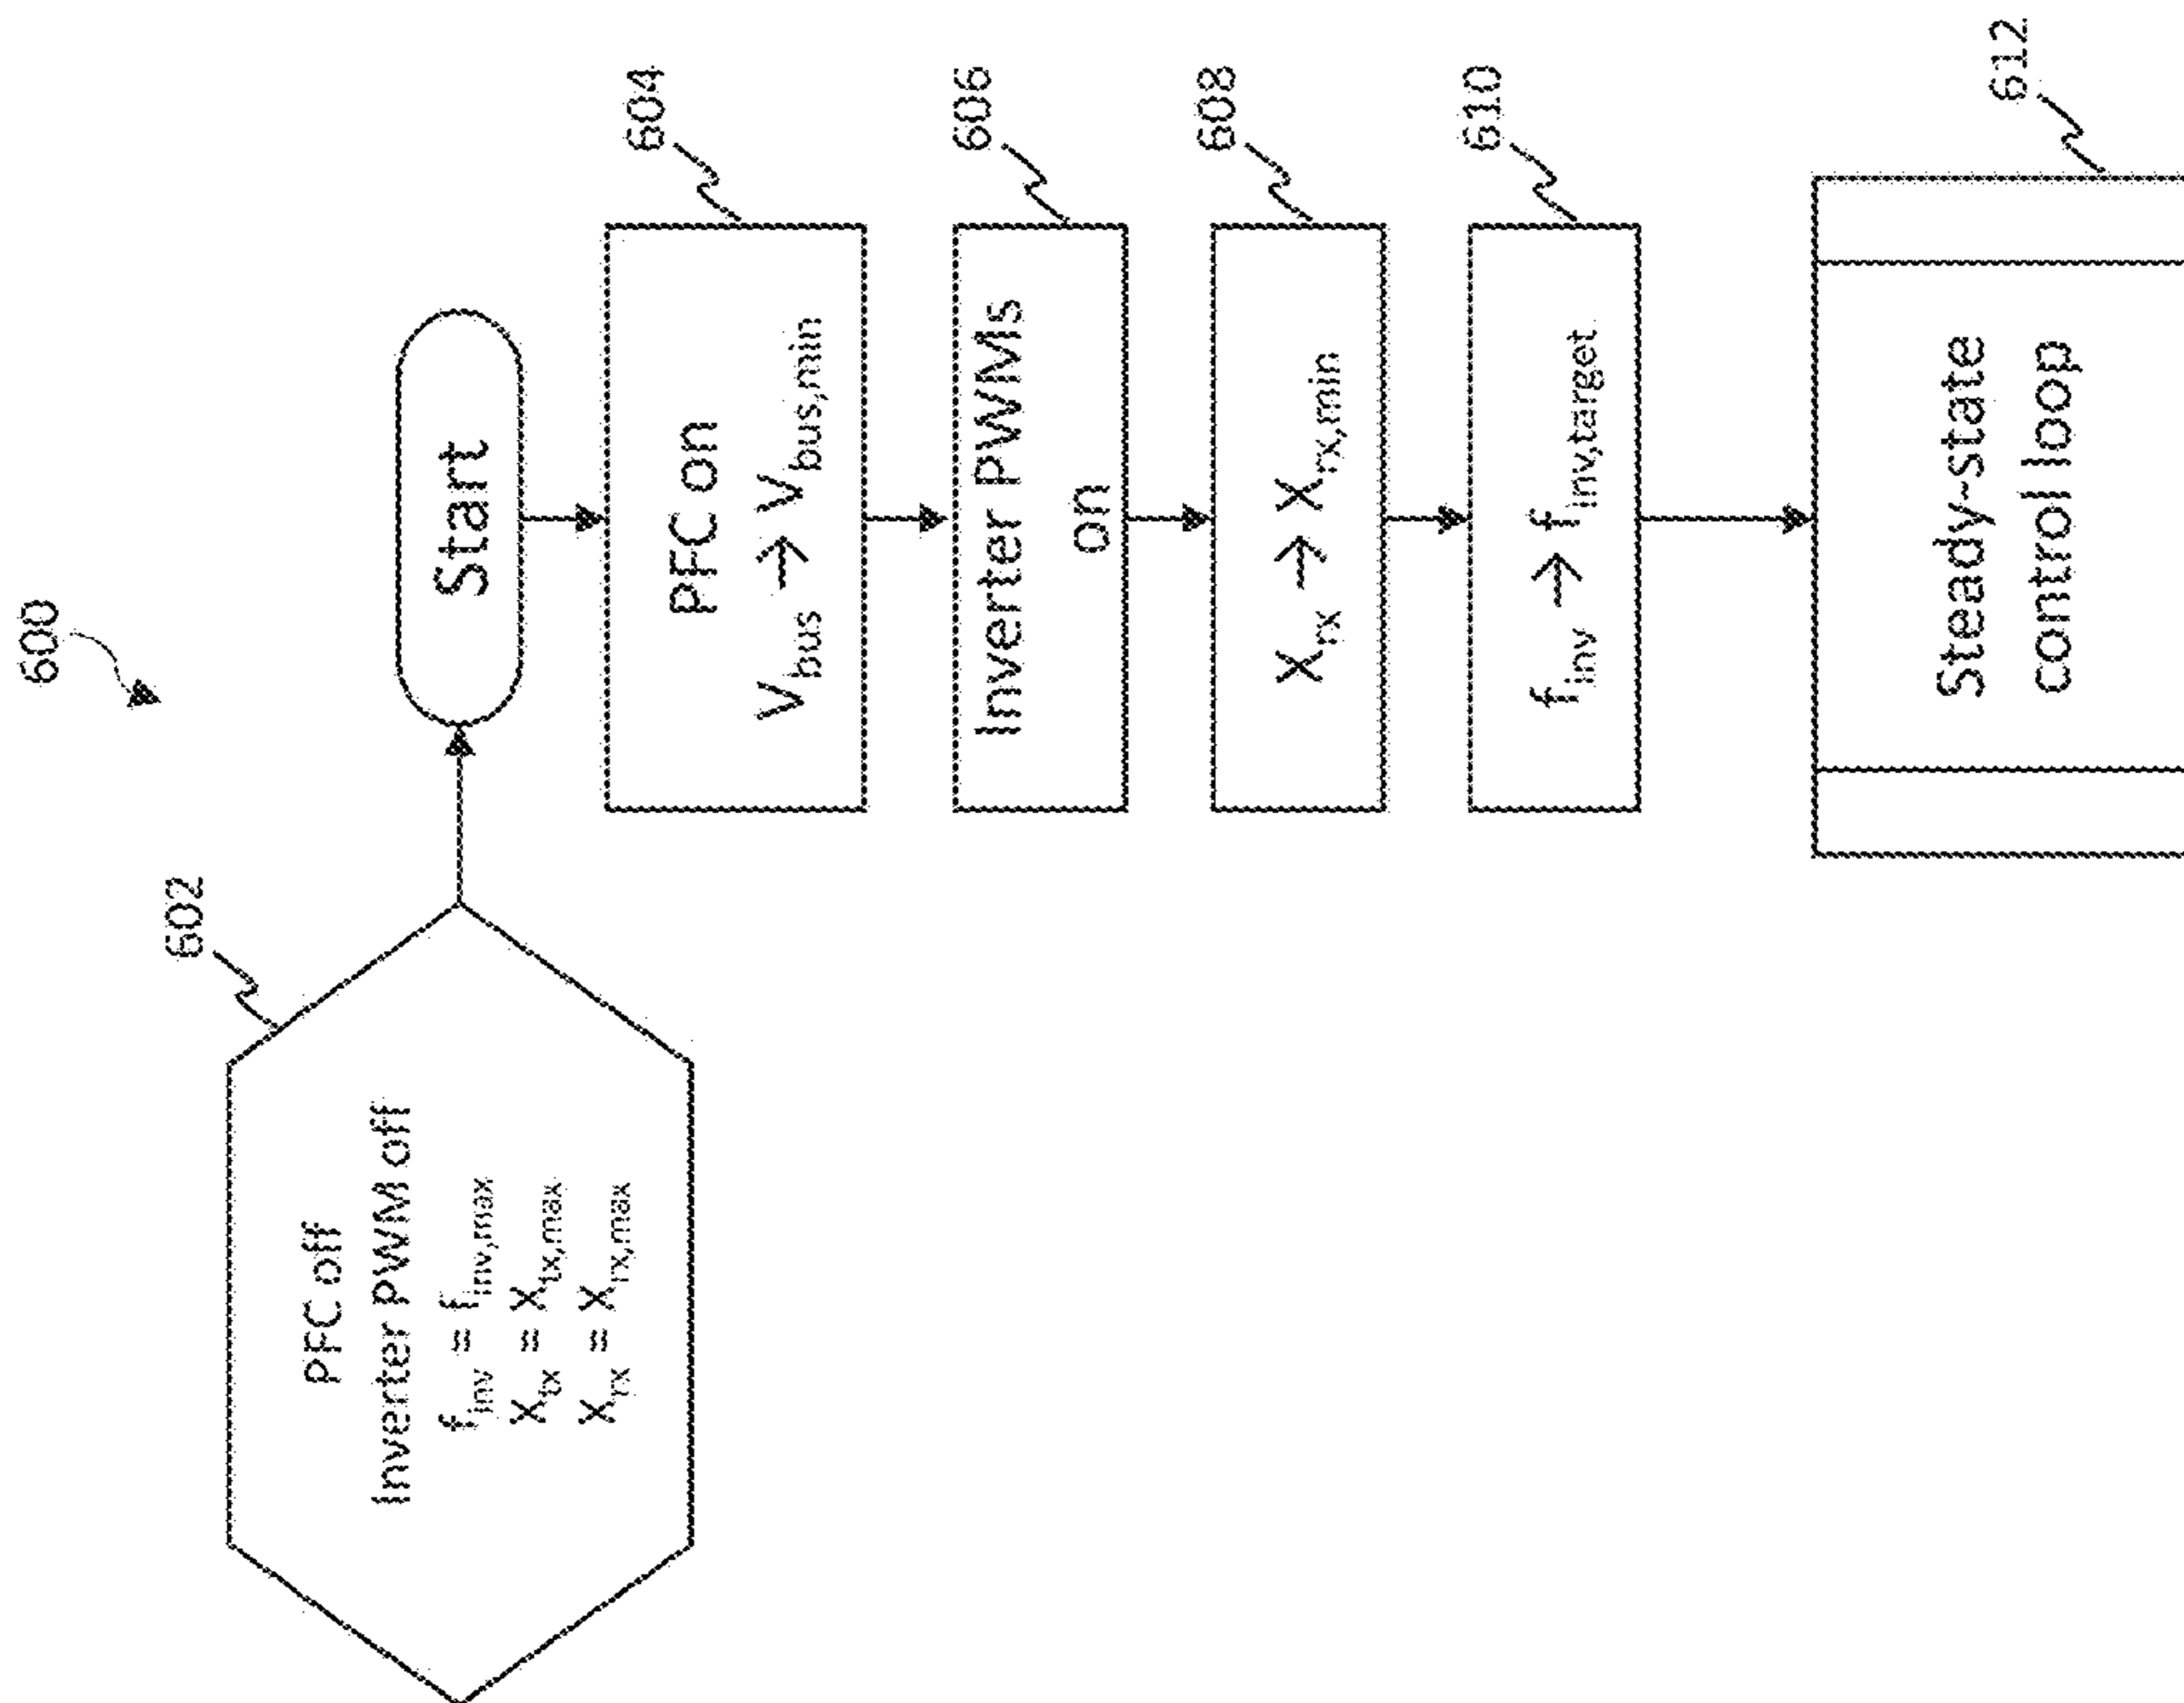 600
602
PFC off
Inverter PWM off
f_inv = f_inv,max
X_tx = X_tx,max
X_rx = X_rx,max
Start
604
PFC on
V_bus → V_bus,min
606
Inverter PWMs
on
608
X_rx → X_rx,min
610
f_inv → f_inv,target
612
Steady-state
control loop